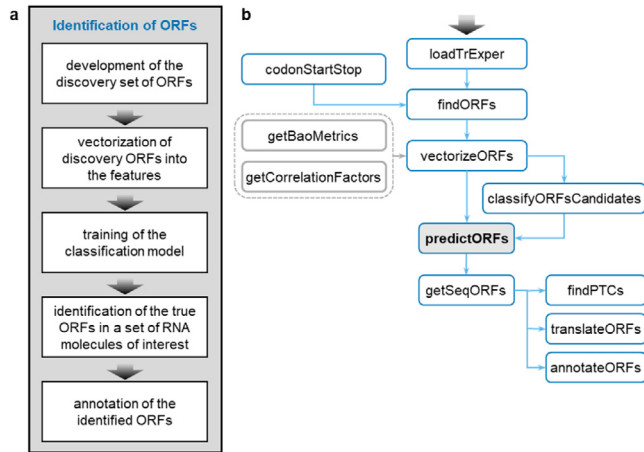 a
Identification of ORFs
development of the
discovery set of ORFs
vectorization of
discovery ORFs into
the features
training of the
classification model
identification of the true
ORFs in a set of RNA
molecules of interest
annotation of the
identified ORFs
b
loadTrExper
codonStartStop
findORFs
getBaoMetrics
vectorizeORFs
getCorrelationFactors
classifyORFsCandidates
predictORFs
getSeqORFs
findPTCs
translateORFs
annotateORFs